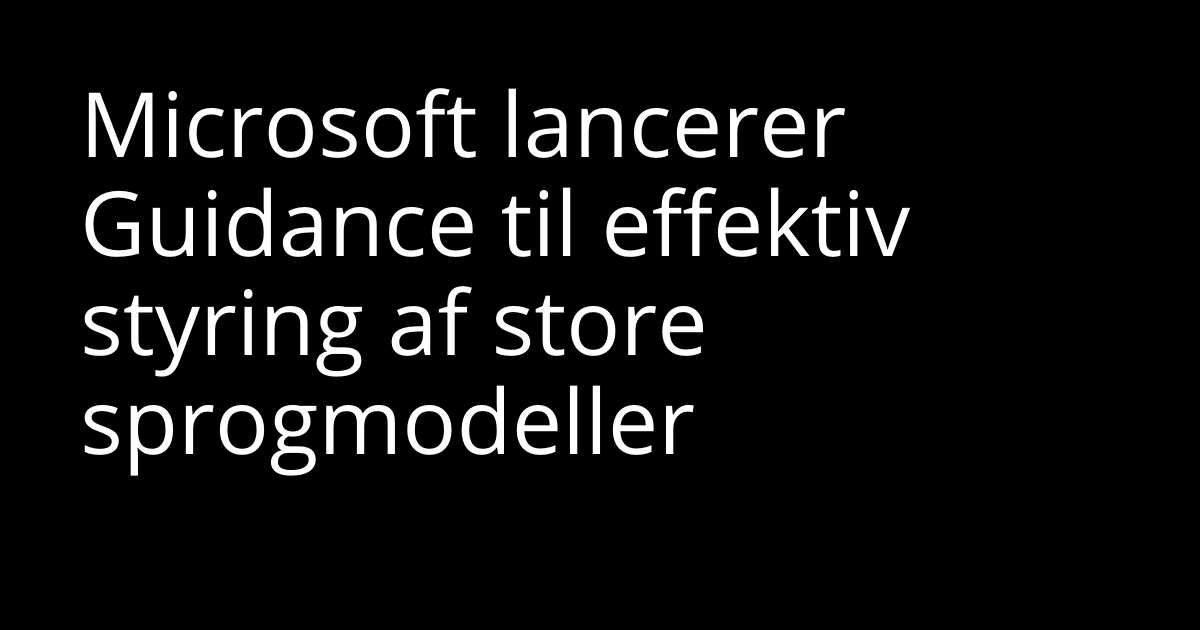 Microsoft lancerer
Guidance til effektiv
styring af store
sprogmodeller